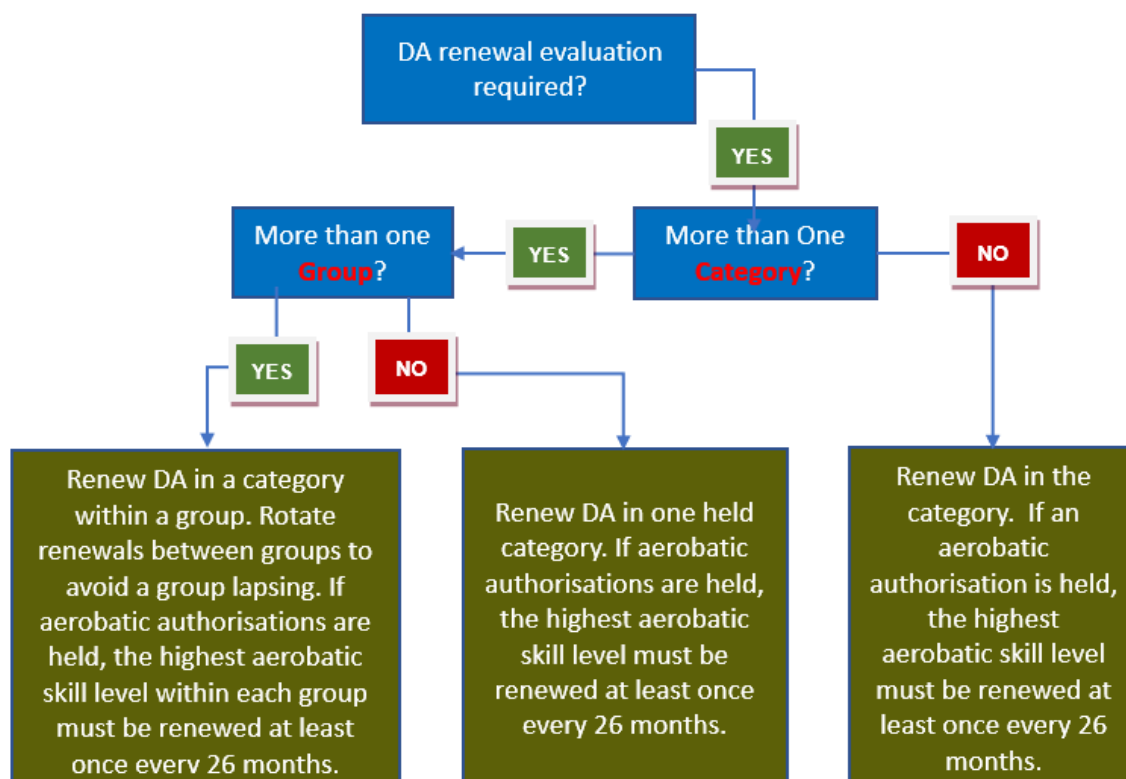 DA renewal evaluation
required?
YES
More than one
Group?
YES
More than One
Category?
NO
YES
NO
Renew DA in a category
within a group. Rotate
renewals between groups to
avoid a group lapsing. If
aerobatic authorisations are
held, the highest aerobatic
skill level within each group
must be renewed at least
once every 26 months.
Renew DA in one held
category. If aerobatic
authorisations are held,
the highest aerobatic
skill level must be
renewed at least once
every 26 months.
Renew DA in the
category. If an
aerobatic
authorisation is held,
the highest
aerobatic skill level
must be renewed at
least once every 26
months.